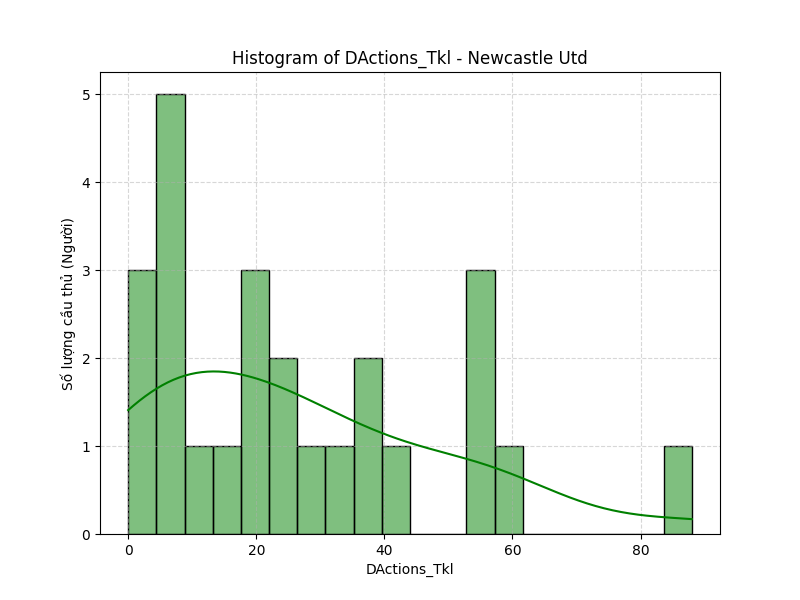 Histogram of DActions_Tkl - Newcastle Utd
Số lượng cầu thủ (Người)
5
4
3
2
1
0
0 20 40 60 80
DActions_Tkl